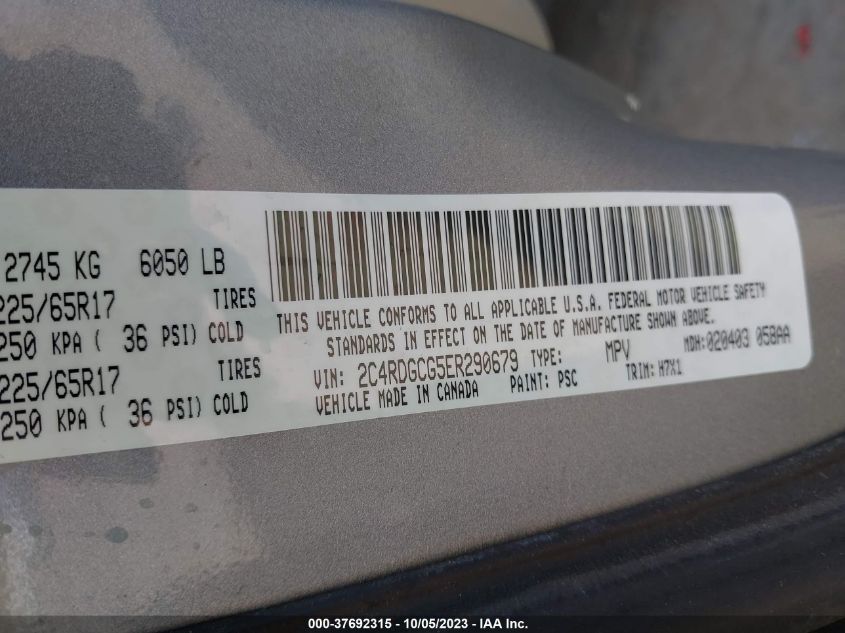 2745 KG 6050 LB
225/65R17 TIRES
250 KPA ( 36 PSI) COLD
225/65R17 TIRES
250 KPA ( 36 PSI) COLD
THIS VEHICLE CONFORMS TO ALL APPLICABLE U.S.A. FEDERAL MOTOR VEHICLE SAFETY
STANDARDS IN EFFECT ON THE DATE OF MANUFACTURE SHOWN ABOVE.
VIN: 2C4RDGCG5ER290679 TYPE: MPV MDH:020403 058AA
VEHICLE MADE IN CANADA PAINT: PSC TRIM: H7X1
000-37692315 - 10/05/2023 - IAA Inc.